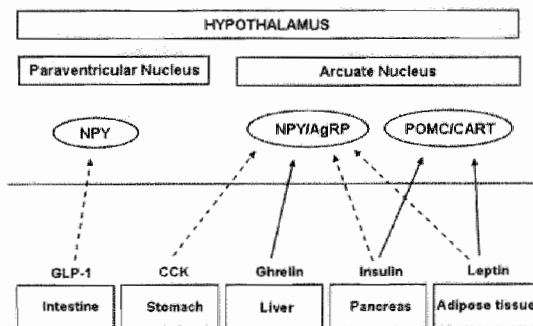 HYPOTHALAMUS
Paraventricular Nucleus Arcuate Nucleus
NPY NPY/AgRP POMC/CART
GLP-1 CCK Ghrelin Insulin Leptin
Intestine Stomach Liver Pancreas Adipose tissue